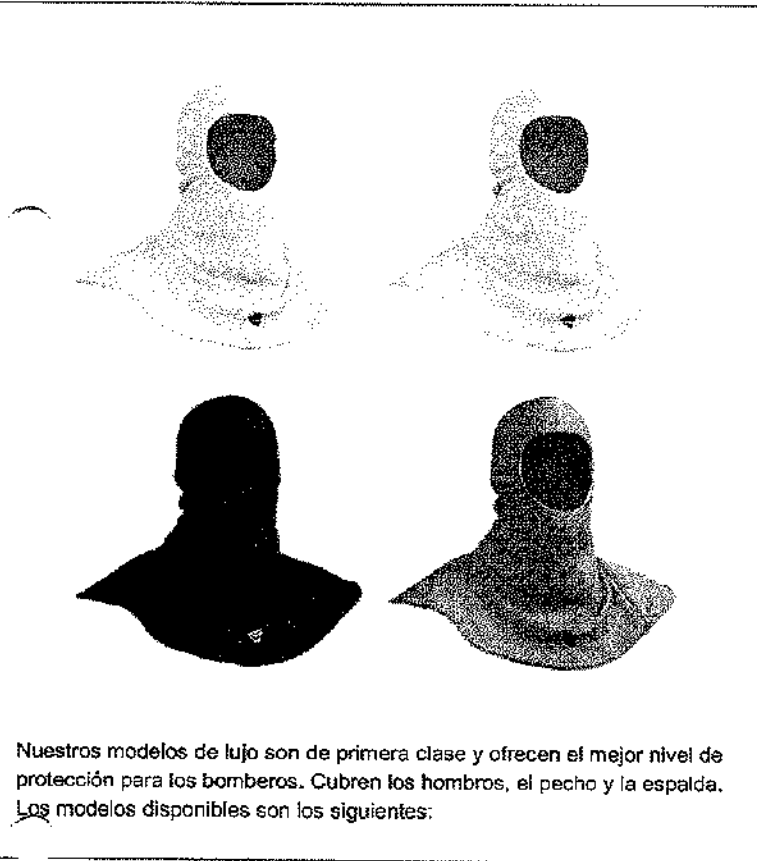 Nuestros modelos de lujo son de primera clase y ofrecen el mejor nivel de
protección para los bomberos. Cubren los hombros, el pecho y la espalda.
Los modelos disponibles son los siguientes: